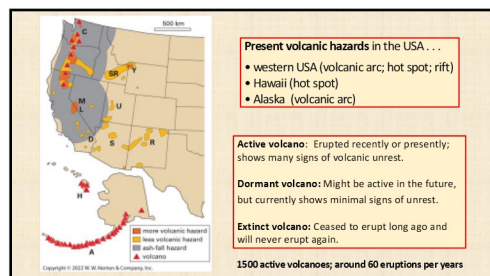 500 km
C
SR
Y
M
L
U
D
S
R
H
A
more volcanic hazard
less volcanic hazard
ash-fall hazard
volcano
Copyright © 2022 W. W. Norton & Company, Inc.
Present volcanic hazards in the USA . . .
• western USA (volcanic arc; hot spot; rift)
• Hawaii (hot spot)
• Alaska (volcanic arc)
Active volcano: Erupted recently or presently;
shows many signs of volcanic unrest.
Dormant volcano: Might be active in the future,
but currently shows minimal signs of unrest.
Extinct volcano: Ceased to erupt long ago and
will never erupt again.
1500 active volcanoes; around 60 eruptions per years